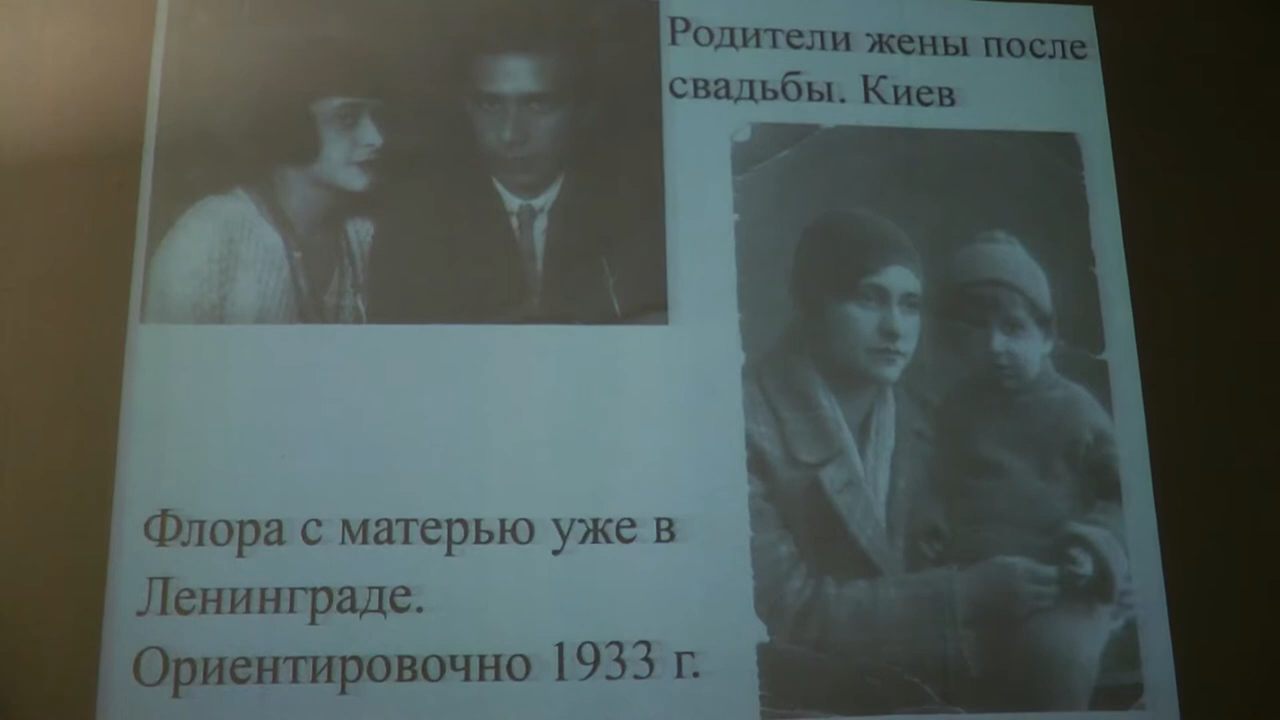 Родители жены после
свадьбы. Киев
Флора с матерью уже в
Ленинграде.
Ориентировочно 1933 г.